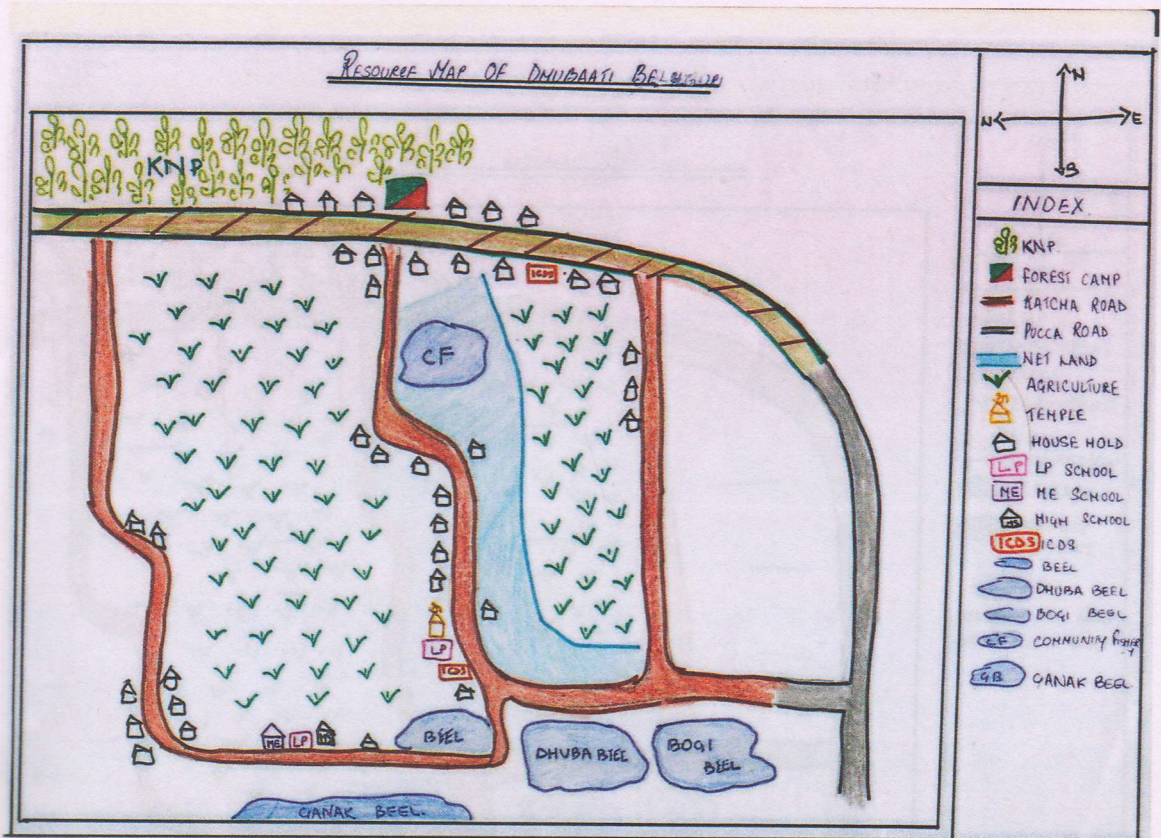 RESOURCE MAP OF DHUBAATI
N
N E
S
INDEX.
KNP
KNP.
FOREST CAMP
KATCHA ROAD
PUCCA ROAD
NET LAND
AGRICULTURE
TEMPLE
HOUSE HOLD
LP LP SCHOOL
ME ME SCHOOL
HIGH SCHOOL
ICDS ICDS
BEEL
DHUBA BEEL
BOGI BEEL
CF COMMUNITY FISHERY
GB GANAK BEEL
ICDS
CF
LP
ICDS
ME LP
BEEL
DHUBA BEEL
BOGI
BEEL
GANAK BEEL.